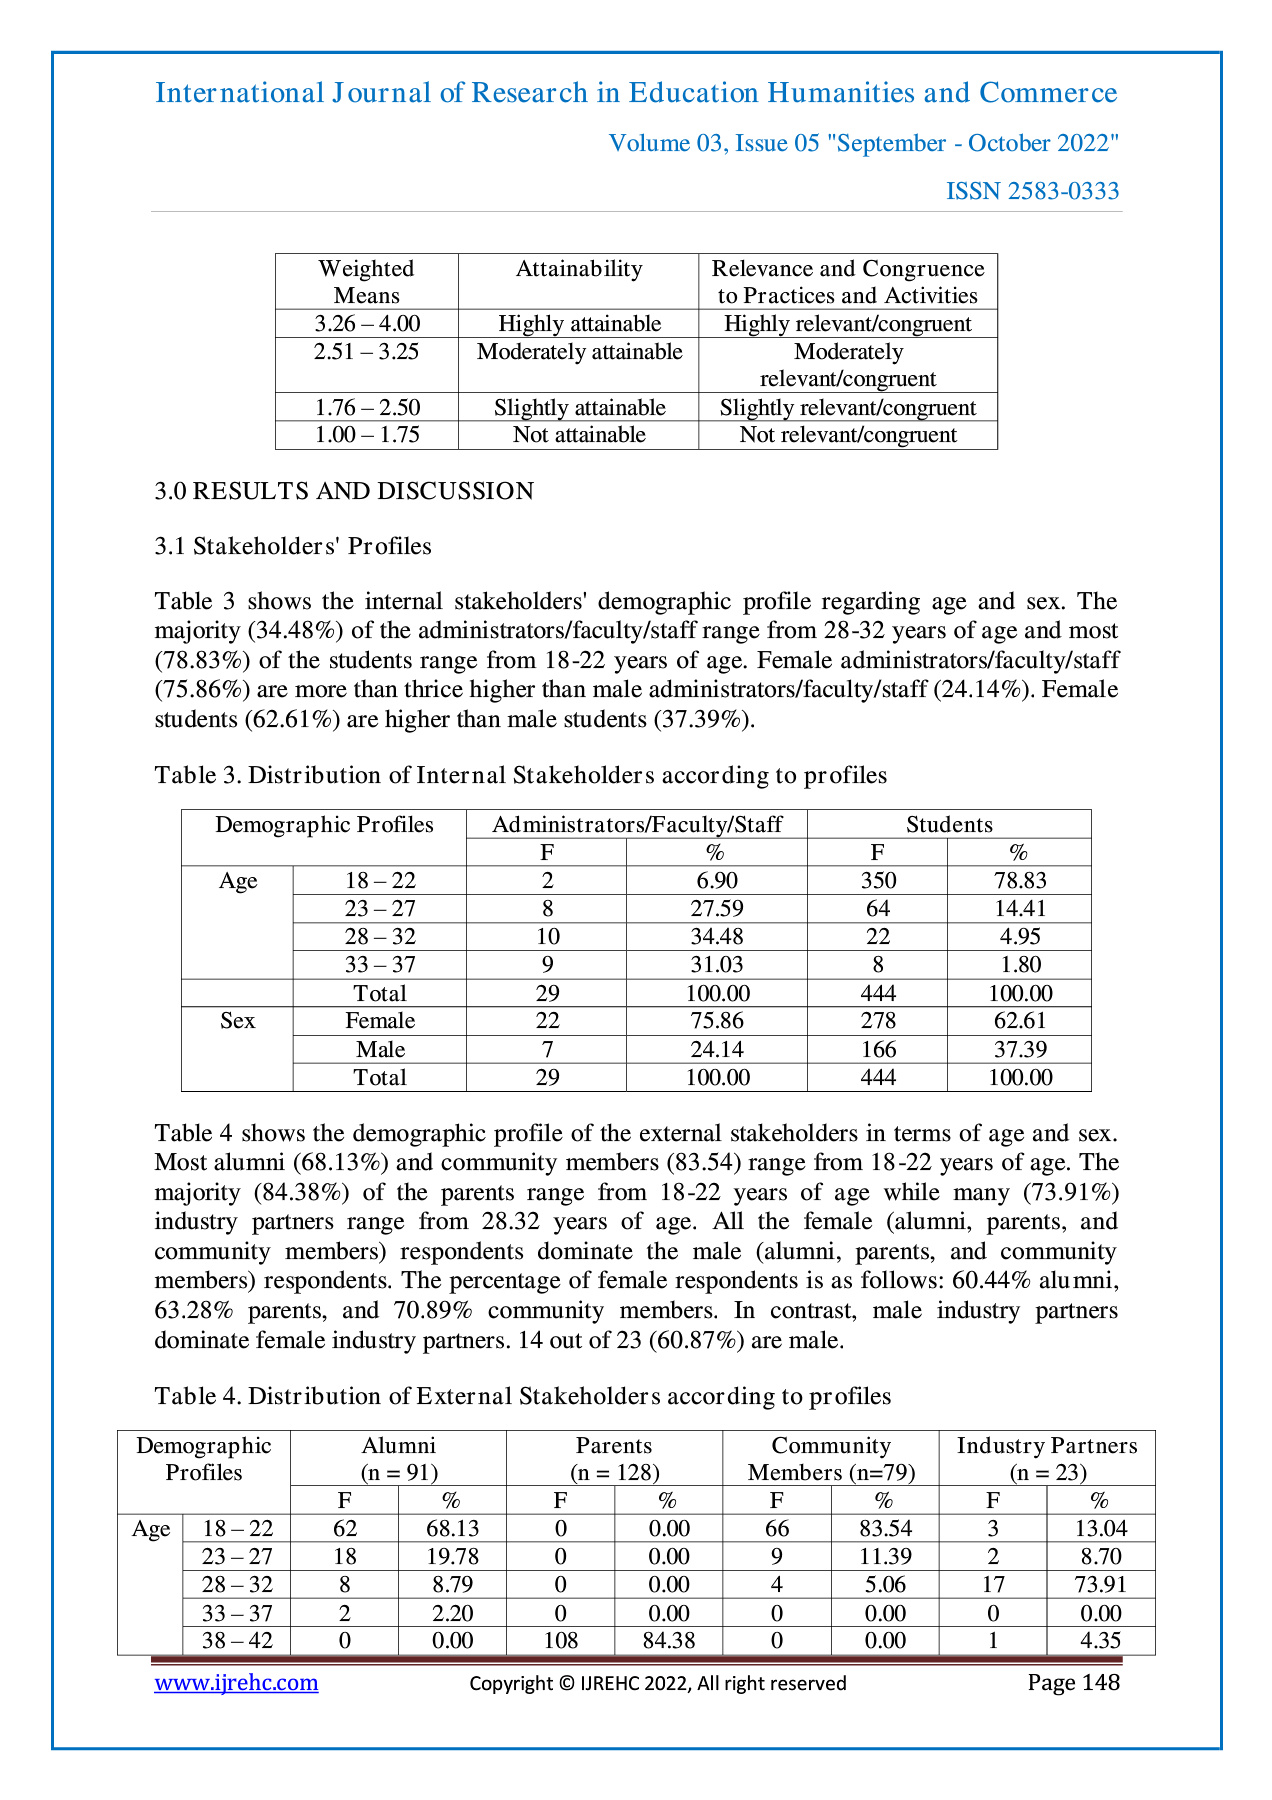 International Journal of Research in Education Humanities and Commerce
Volume 03, Issue 05 "September - October 2022"
ISSN 2583-0333
Weighted Attainability Relevance and Congruence
Means to Practices and Activities
3.26 – 4.00 Highly attainable Highly relevant/congruent
2.51 – 3.25 Moderately attainable Moderately
relevant/congruent
1.76 – 2.50 Slightly attainable Slightly relevant/congruent
1.00 – 1.75 Not attainable Not relevant/congruent
3.0 RESULTS AND DISCUSSION
3.1 Stakeholders' Profiles
Table 3 shows the internal stakeholders' demographic profile regarding age and sex. The
majority (34.48%) of the administrators/faculty/staff range from 28-32 years of age and most
(78.83%) of the students range from 18-22 years of age. Female administrators/faculty/staff
(75.86%) are more than thrice higher than male administrators/faculty/staff (24.14%). Female
students (62.61%) are higher than male students (37.39%).
Table 3. Distribution of Internal Stakeholders according to profiles
Demographic Profiles Administrators/Faculty/Staff Students
F % F %
Age 18 – 22 2 6.90 350 78.83
23 – 27 8 27.59 64 14.41
28 – 32 10 34.48 22 4.95
33 – 37 9 31.03 8 1.80
Total 29 100.00 444 100.00
Sex Female 22 75.86 278 62.61
Male 7 24.14 166 37.39
Total 29 100.00 444 100.00
Table 4 shows the demographic profile of the external stakeholders in terms of age and sex.
Most alumni (68.13%) and community members (83.54) range from 18-22 years of age. The
majority (84.38%) of the parents range from 18-22 years of age while many (73.91%)
industry partners range from 28.32 years of age. All the female (alumni, parents, and
community members) respondents dominate the male (alumni, parents, and community
members) respondents. The percentage of female respondents is as follows: 60.44% alumni,
63.28% parents, and 70.89% community members. In contrast, male industry partners
dominate female industry partners. 14 out of 23 (60.87%) are male.
Table 4. Distribution of External Stakeholders according to profiles
Demographic Alumni Parents Community Industry Partners
Profiles (n = 91) (n = 128) Members (n=79) (n = 23)
F % F % F % F %
Age 18 – 22 62 68.13 0 0.00 66 83.54 3 13.04
23 – 27 18 19.78 0 0.00 9 11.39 2 8.70
28 – 32 8 8.79 0 0.00 4 5.06 17 73.91
33 – 37 2 2.20 0 0.00 0 0.00 0 0.00
38 – 42 0 0.00 108 84.38 0 0.00 1 4.35
www.ijrehc.com Copyright © IJREHC 2022, All right reserved Page 148